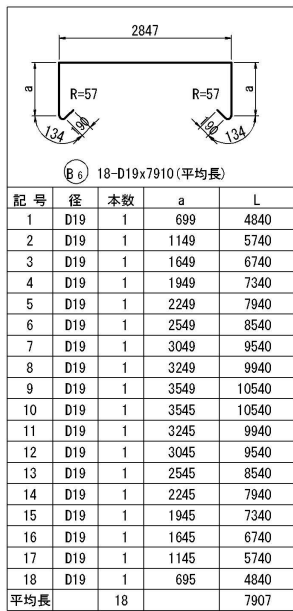 2847
a
R=57
R=57
a
190
134
190
134
B6 18-D19x7910(平均長)
記号 径 本数 a L
1 D19 1 699 4840
2 D19 1 1149 5740
3 D19 1 1649 6740
4 D19 1 1949 7340
5 D19 1 2249 7940
6 D19 1 2549 8540
7 D19 1 3049 9540
8 D19 1 3249 9940
9 D19 1 3549 10540
10 D19 1 3545 10540
11 D19 1 3245 9940
12 D19 1 3045 9540
13 D19 1 2545 8540
14 D19 1 2245 7940
15 D19 1 1945 7340
16 D19 1 1645 6740
17 D19 1 1145 5740
18 D19 1 695 4840
平均長 18 7907